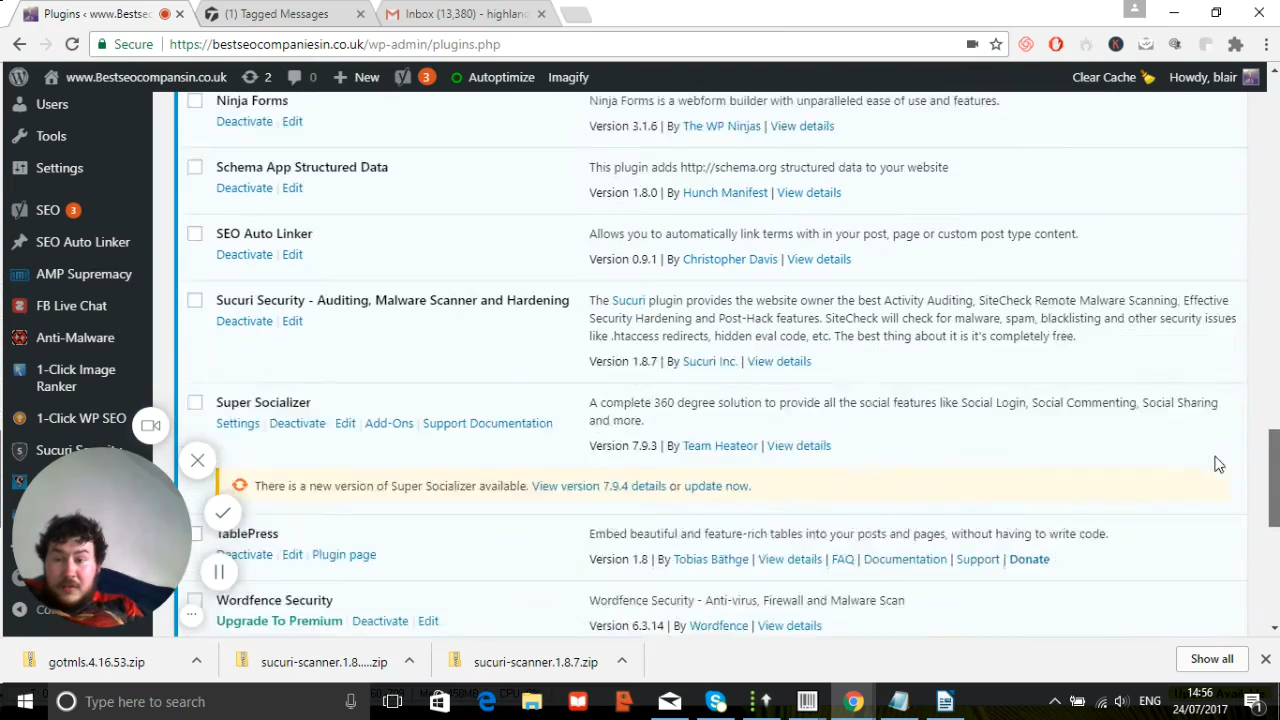 Plugins < www.Bestsec
(1) Tagged Messages
Inbox (13,380) - highlan
Secure
https://bestseocompaniesin.co.uk/wp-admin/plugins.php
www.Bestseocompansin.co.uk
2
0
New
3
Autoptimize
Imagify
Clear Cache
Howdy, blair
Users
Tools
Settings
SEO 3
SEO Auto Linker
AMP Supremacy
FB Live Chat
Anti-Malware
1-Click Image
Ranker
1-Click WP SEO
Sucuri
Ninja Forms
Deactivate | Edit
Ninja Forms is a webform builder with unparalleled ease of use and features.
Version 3.1.6 | By The WP Ninjas | View details
Schema App Structured Data
Deactivate | Edit
This plugin adds http://schema.org structured data to your website
Version 1.8.0 | By Hunch Manifest | View details
SEO Auto Linker
Deactivate | Edit
Allows you to automatically link terms with in your post, page or custom post type content.
Version 0.9.1 | By Christopher Davis | View details
Sucuri Security - Auditing, Malware Scanner and Hardening
Deactivate | Edit
The Sucuri plugin provides the website owner the best Activity Auditing, SiteCheck Remote Malware Scanning, Effective
Security Hardening and Post-Hack features. SiteCheck will check for malware, spam, blacklisting and other security issues
like .htaccess redirects, hidden eval code, etc. The best thing about it is it's completely free.
Version 1.8.7 | By Sucuri Inc. | View details
Super Socializer
Settings | Deactivate | Edit | Add-Ons | Support Documentation
A complete 360 degree solution to provide all the social features like Social Login, Social Commenting, Social Sharing
and more.
Version 7.9.3 | By Team Heateor | View details
There is a new version of Super Socializer available. View version 7.9.4 details or update now.
TablePress
Deactivate | Edit | Plugin page
Embed beautiful and feature-rich tables into your posts and pages, without having to write code.
Version 1.8 | By Tobias Bäthge | View details | FAQ | Documentation | Support | Donate
Wordfence Security
Upgrade To Premium | Deactivate | Edit
Wordfence Security - Anti-virus, Firewall and Malware Scan
Version 6.3.14 | By Wordfence | View details
gotmls.4.16.53.zip
sucuri-scanner.1.8.....zip
sucuri-scanner.1.8.7.zip
Show all
Type here to search
ENG
14:56
24/07/2017